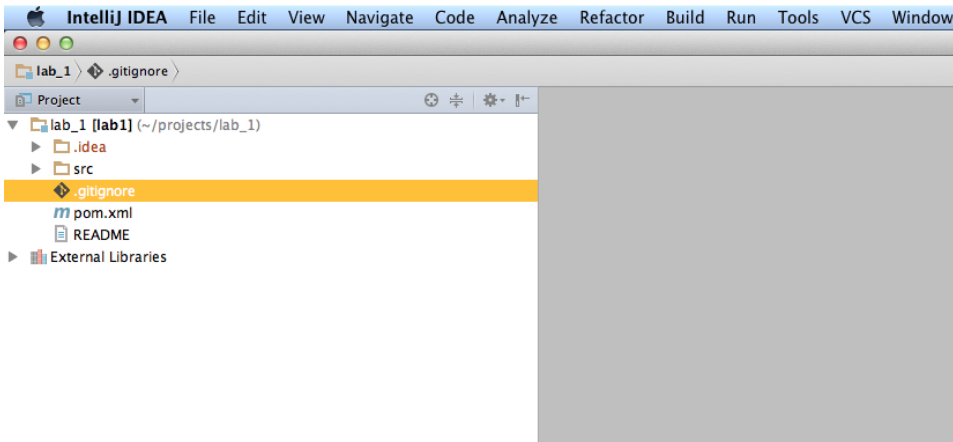 IntelliJ IDEA File Edit View Navigate Code Analyze Refactor Build Run Tools VCS Window
lab_1 .gitignore
Project
lab_1 [lab1] (~/projects/lab_1)
.idea
src
.gitignore
m pom.xml
README
External Libraries